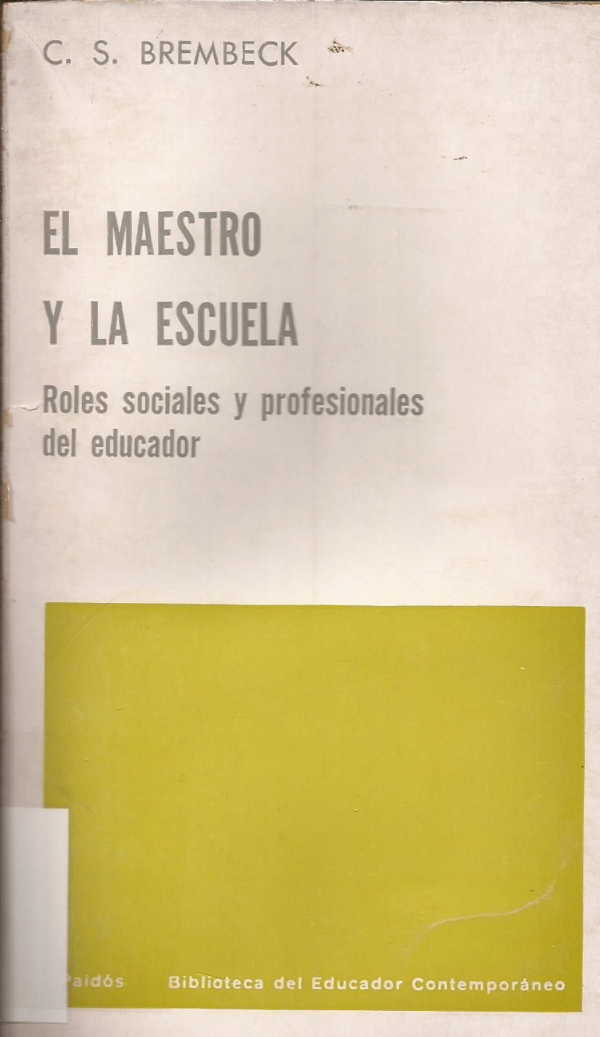 C. S. BREMBECK
EL MAESTRO
Y LA ESCUELA
Roles sociales y profesionales
del educador
Paidós Biblioteca del Educador Contemporáneo